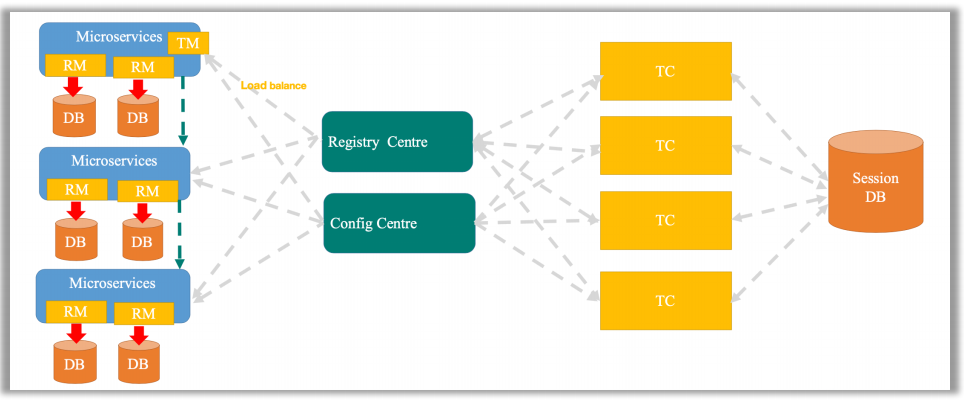 Microservices
TM
RM
RM
DB
DB
Load balance
Microservices
RM
RM
DB
DB
Microservices
RM
RM
DB
DB
Registry Centre
Config Centre
TC
TC
TC
TC
Session
DB